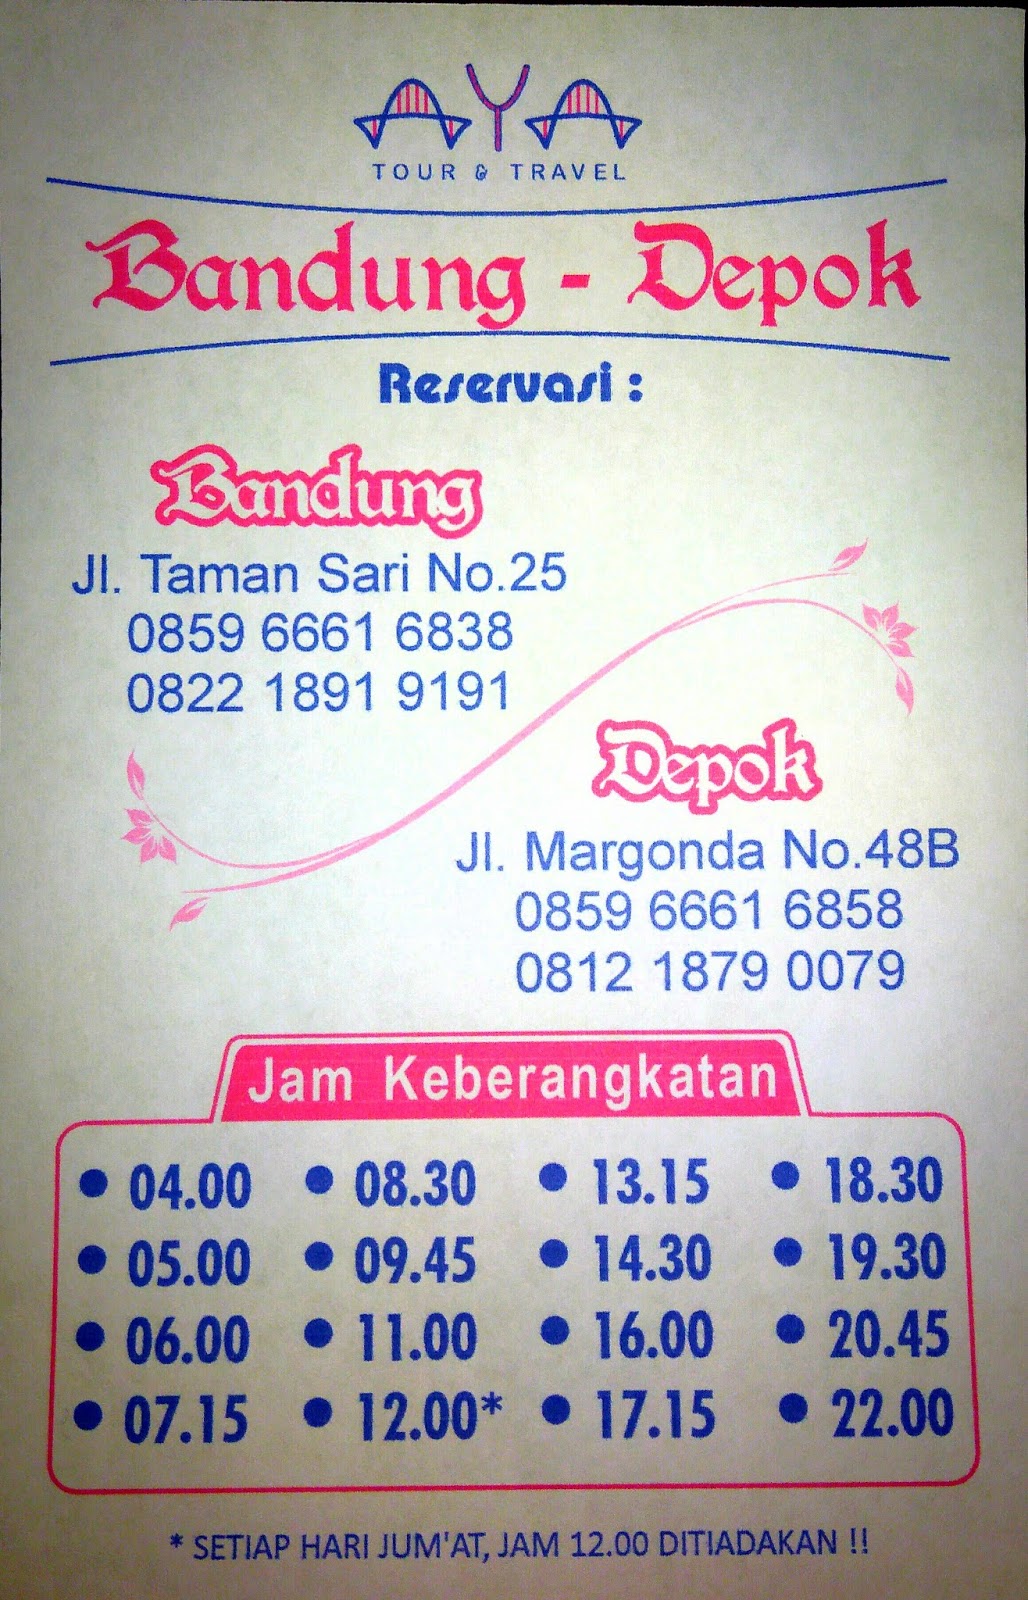 AYA
TOUR & TRAVEL
Bandung - Depok
Reservasi :
Bandung
Jl. Taman Sari No.25
0859 6661 6838
0822 1891 9191
Depok
Jl. Margonda No.48B
0859 6661 6858
0812 1879 0079
Jam Keberangkatan
• 04.00 • 08.30 • 13.15 • 18.30
• 05.00 • 09.45 • 14.30 • 19.30
• 06.00 • 11.00 • 16.00 • 20.45
• 07.15 • 12.00* • 17.15 • 22.00
* SETIAP HARI JUM'AT, JAM 12.00 DITIADAKAN !!